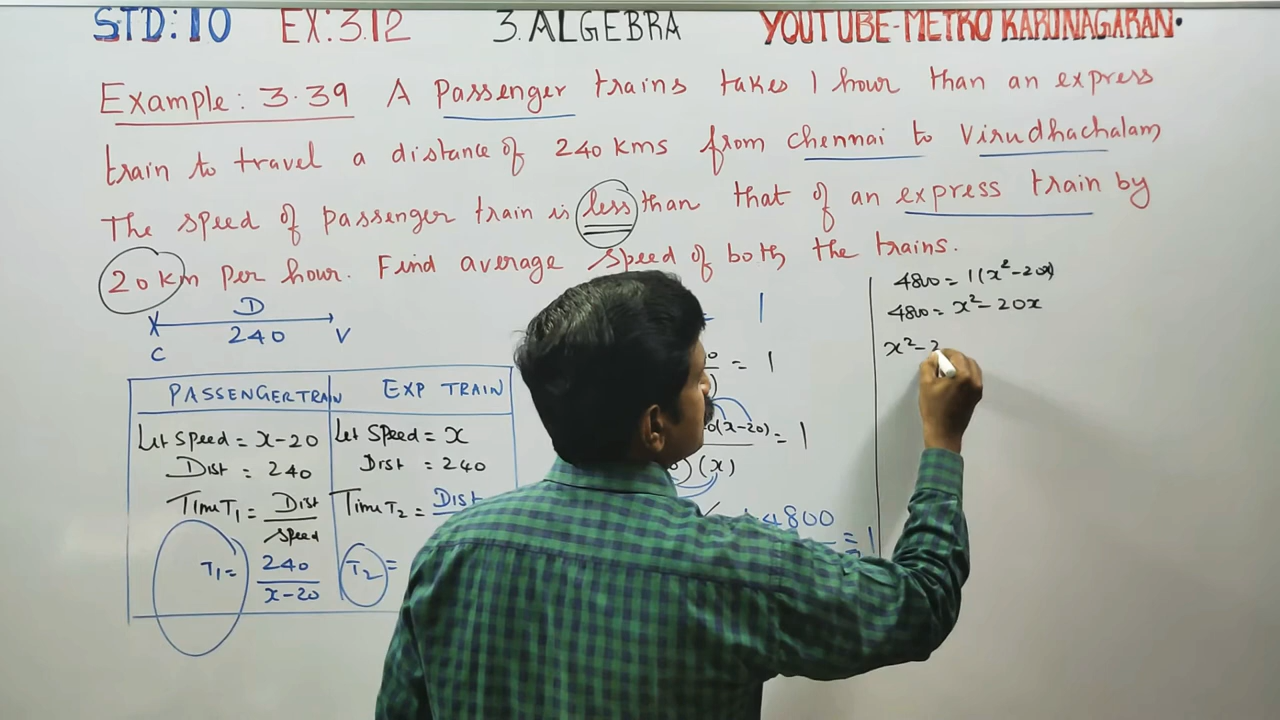 STD:10 EX:3.12 3.ALGEBRA YOUTUBE-METRO KARUNAGARAN.
Example: 3.39 A Passenger trains takes 1 hour than an express
train to travel a distance of 240 kms from chennai to Virudhachalam,
The speed of passenger train is less than that of an express train by
20 km per hour. Find average speed of both the trains.
D
240
C V
PASSENGERTRAIN EXP TRAIN
Let Speed = x-20 Let Speed = x
Dist = 240 Dist = 240
Time T1 = Dist Time T2 = Dist
Speed
T1 = 240 T2 =
x-20
= 1
= 1
(x-20) = 1
(x)
4800 = 1
4800 = 1(x²-20x)
4800 = x²-20x
x²-2